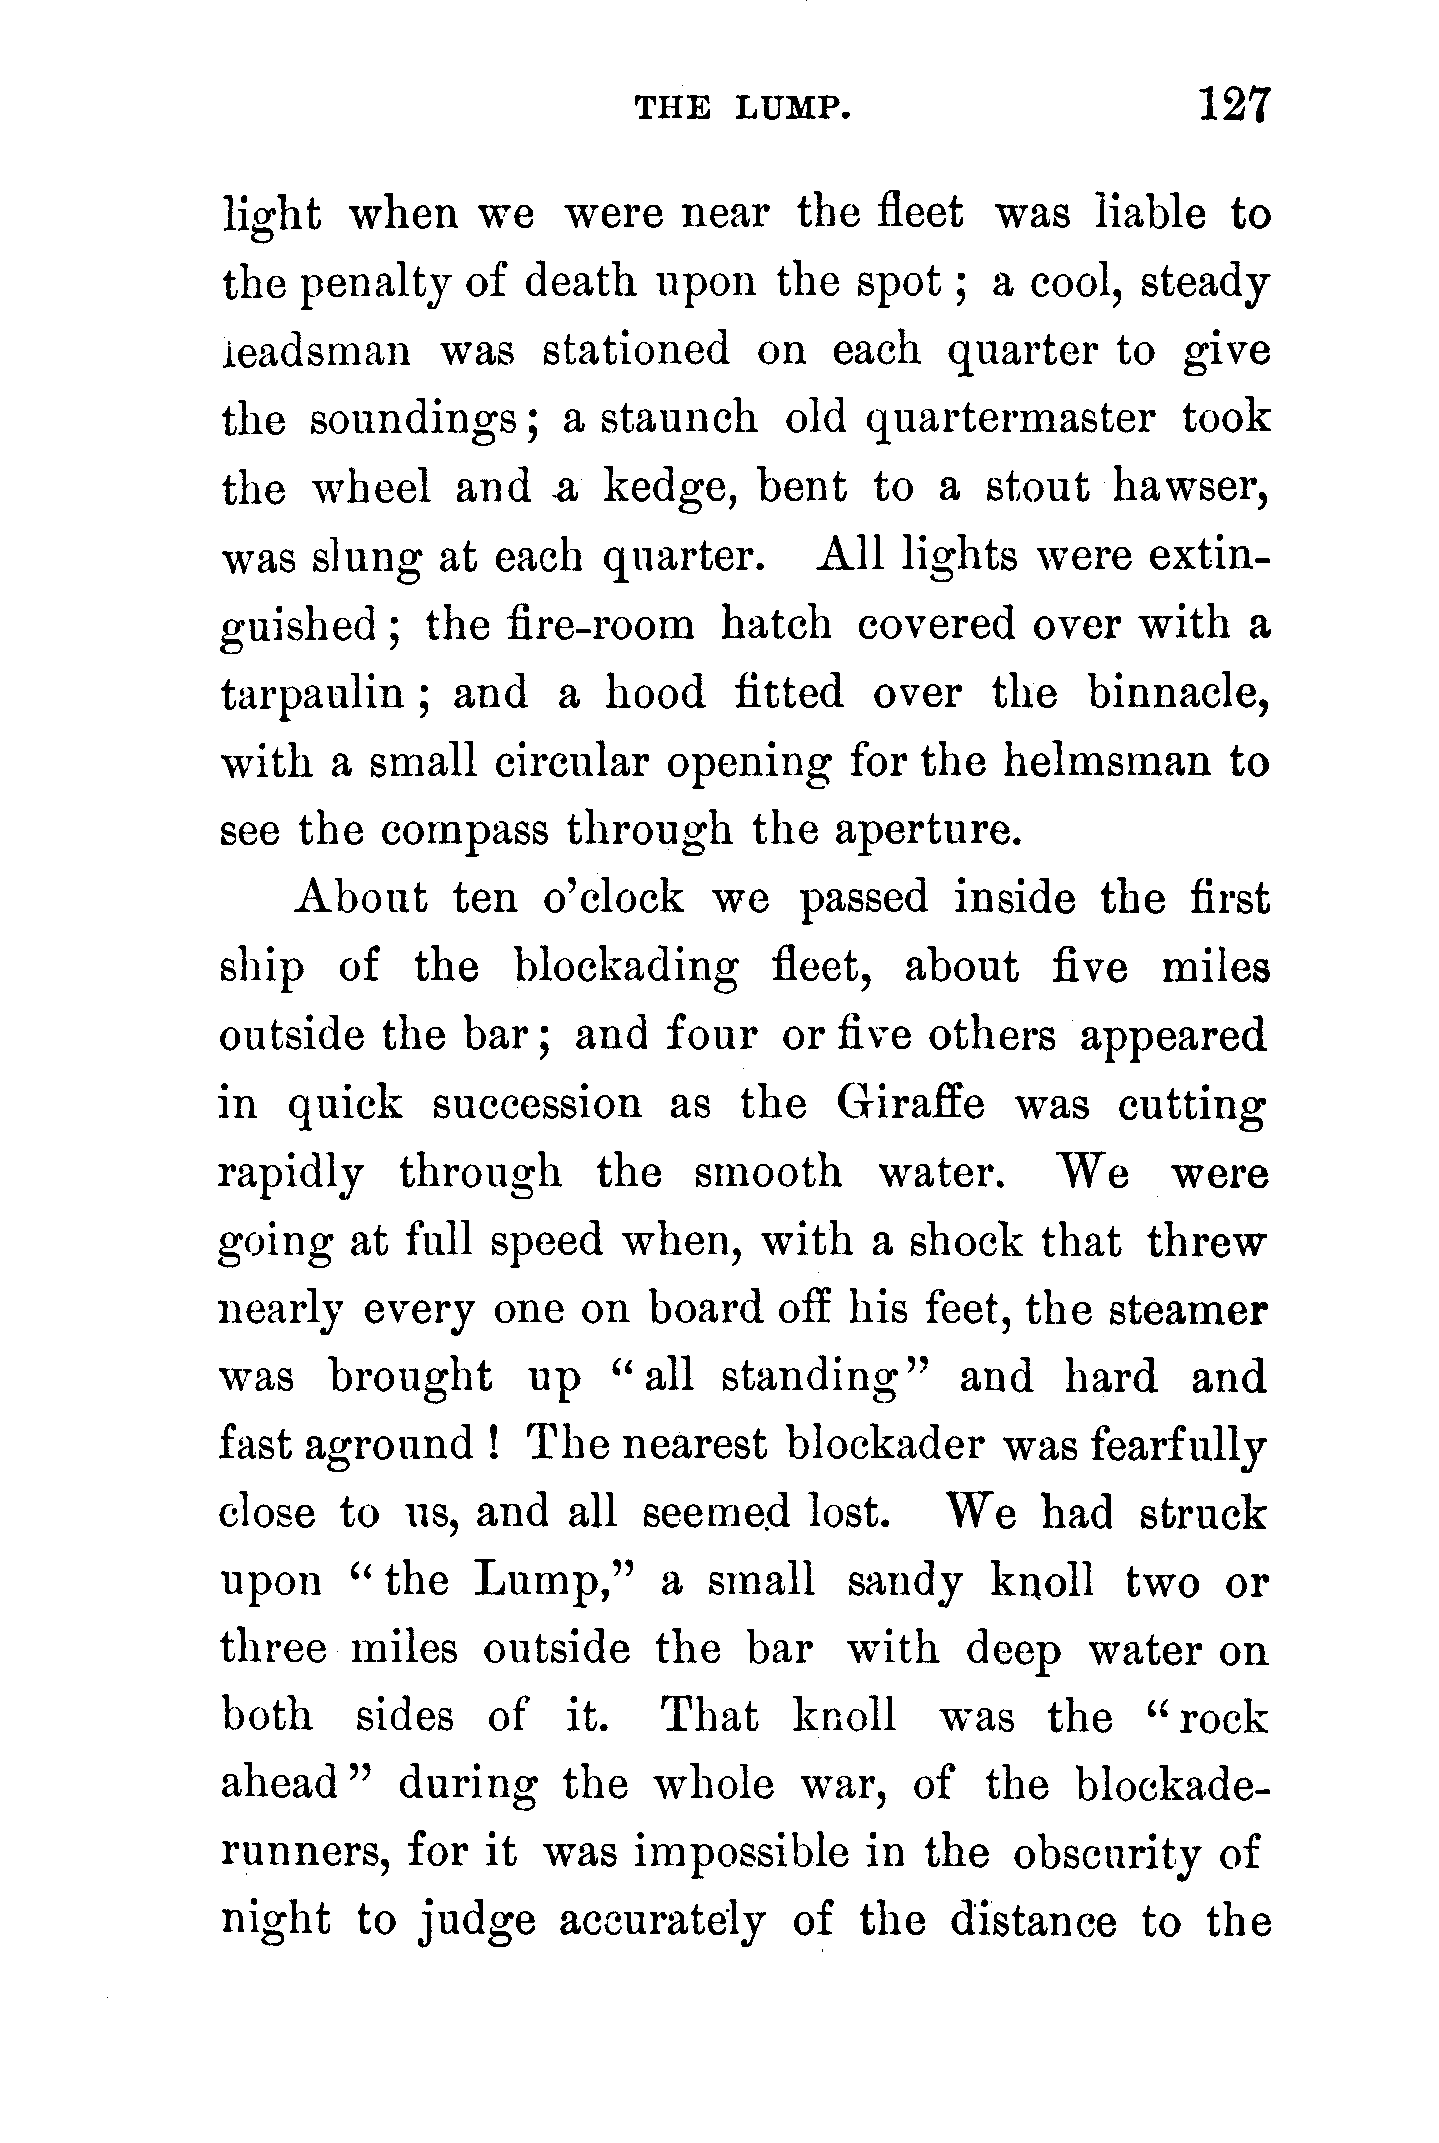 THE LUMP. 127
light when we were near the fleet was liable to
the penalty of death upon the spot ; a cool, steady
leadsman was stationed on each quarter to give
the soundings; a staunch old quartermaster took
the wheel and a kedge, bent to a stout hawser,
was slung at each quarter. All lights were extin-
guished ; the fire-room hatch covered over with a
tarpaulin ; and a hood fitted over the binnacle,
with a small circular opening for the helmsman to
see the compass through the aperture.
About ten o’clock we passed inside the first
ship of the blockading fleet, about five miles
outside the bar; and four or five others appeared
in quick succession as the Giraffe was cutting
rapidly through the smooth water. We were
going at full speed when, with a shock that threw
nearly every one on board off his feet, the steamer
was brought up “ all standing” and hard and
fast aground ! The nearest blockader was fearfully
close to us, and all seemed lost. We had struck
upon “ the Lump,” a small sandy knoll two or
three miles outside the bar with deep water on
both sides of it. That knoll was the “ rock
ahead ” during the whole war, of the blockade-
runners, for it was impossible in the obscurity of
night to judge accurately of the distance to the